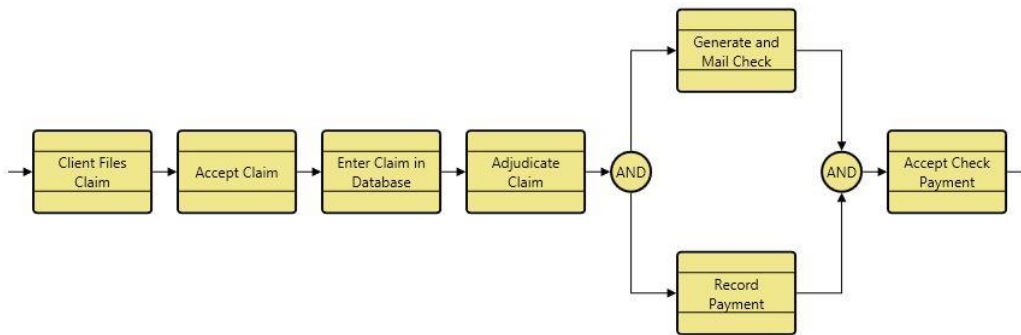 Client Files
Claim
Accept Claim
Enter Claim in
Database
Adjudicate
Claim
AND
Generate and
Mail Check
Record
Payment
AND
Accept Check
Payment